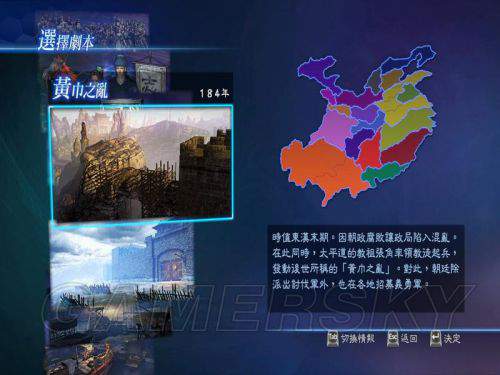 選擇劇本
黃巾之亂 184年
時值東漢末期。因朝政腐敗讓政局陷入混亂。
在此同時，太平道的教祖張角率領教徒起兵，
發動後世所稱的「黃巾之亂」。對此，朝廷除
派出討伐軍外，也在各地招募義勇軍。
GAMERSKY
Tab 切換情報 Esc 返回 決定